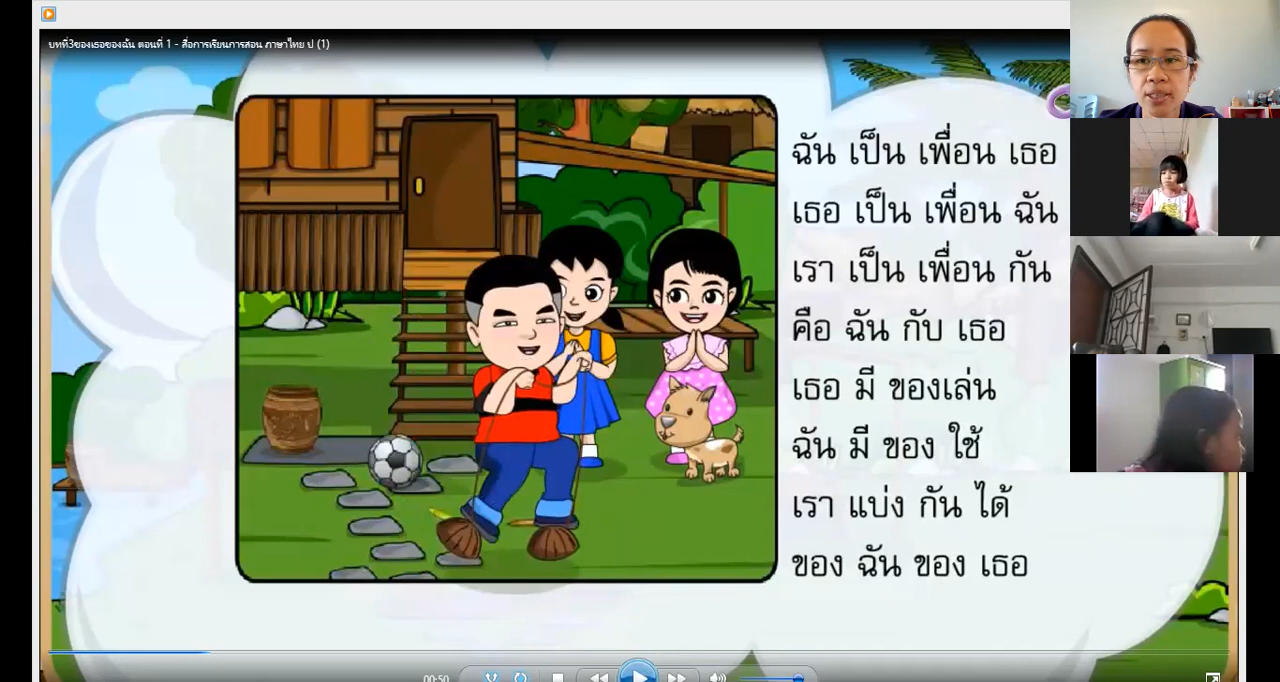 บทที่3ของเธอของฉัน ตอนที่ 1 - สื่อการเรียนการสอน ภาษาไทย ป (1)
ฉัน เป็น เพื่อน เธอ
เธอ เป็น เพื่อน ฉัน
เรา เป็น เพื่อน กัน
คือ ฉัน กับ เธอ
เธอ มี ของเล่น
ฉัน มี ของ ใช้
เรา แบ่ง กัน ได้
ของ ฉัน ของ เธอ
00:50